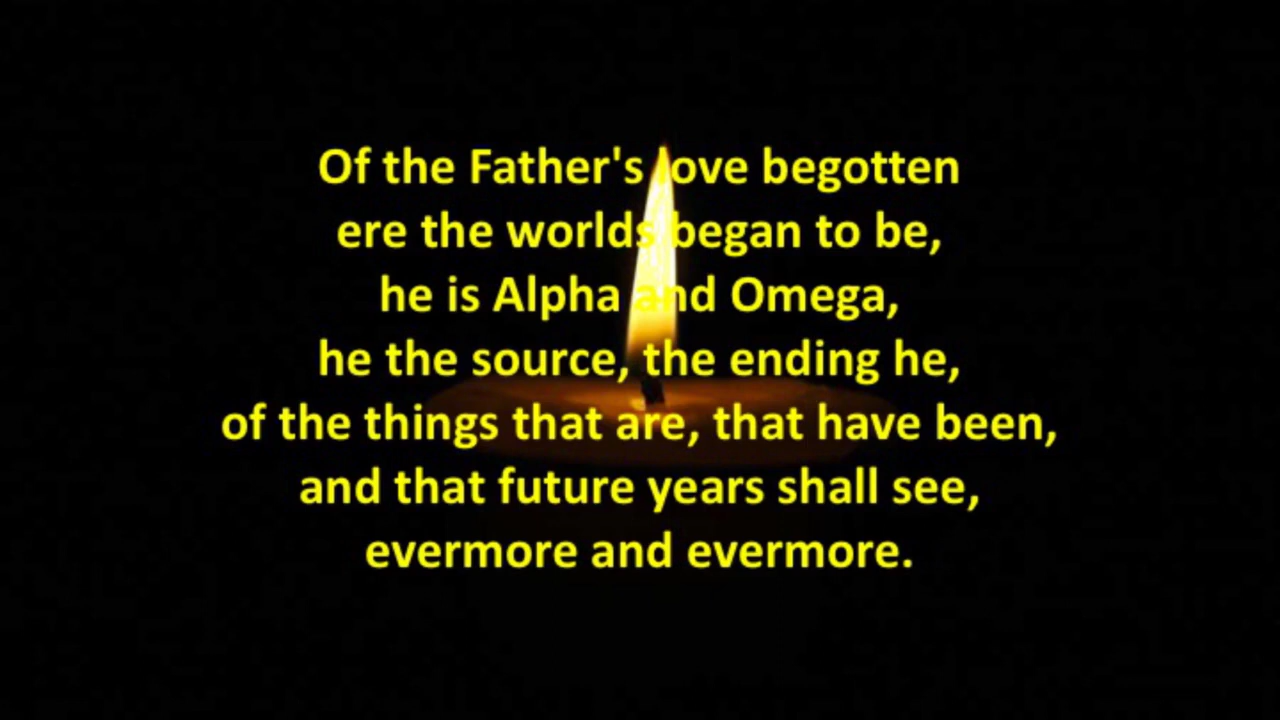 Of the Father's love begotten
ere the worlds began to be,
he is Alpha and Omega,
he the source, the ending he,
of the things that are, that have been,
and that future years shall see,
evermore and evermore.